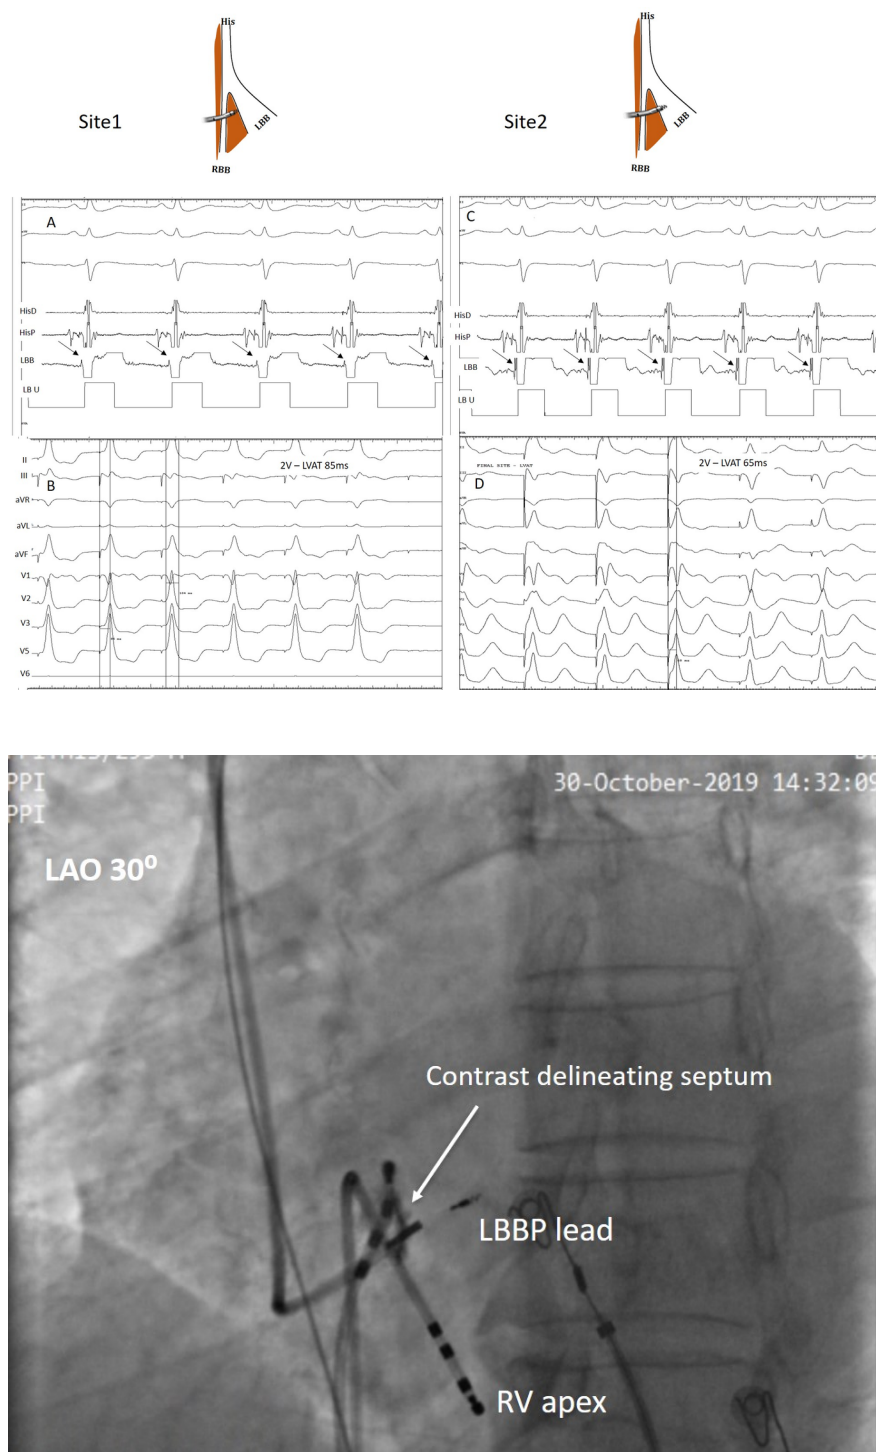 His
His
Site1
Site2
LBB
LBB
RBB
RBB
A
C
HisD
HisD
HisP
HisP
LBB
LBB
LB U
LB U
II
2V – LVAT 85ms
FINAL SITE - LVAT
2V – LVAT 65ms
III
B
D
aVR
aVL
aVF
V1
V2
V3
V5
V6
PPI
30-October-2019 14:32:09
PPI
LAO 30⁰
Contrast delineating septum
LBBP lead
RV apex